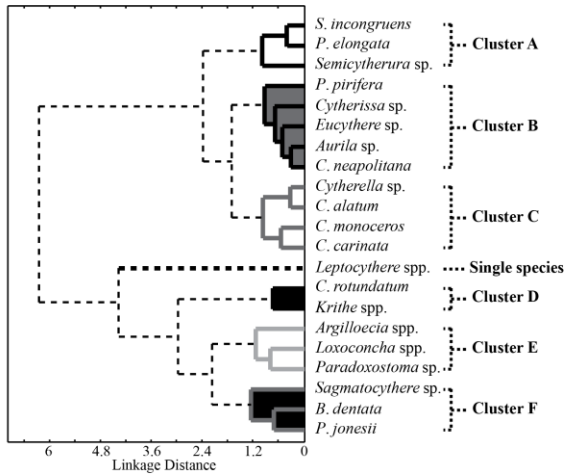 S. incongruens
P. elongata
Semicytherura sp.
Cluster A
P. pirifera
Cytherissa sp.
Eucythere sp.
Aurila sp.
C. neapolitana
Cluster B
Cytherella sp.
C. alatum
C. monoceros
C. carinata
Cluster C
Leptocythere spp.
Single species
C. rotundatum
Krithe spp.
Cluster D
Argilloecia spp.
Loxoconcha spp.
Paradoxostoma sp.
Cluster E
Sagmatocythere sp.
B. dentata
P. jonesii
Cluster F
6 4.8 3.6 2.4 1.2 0
Linkage Distance